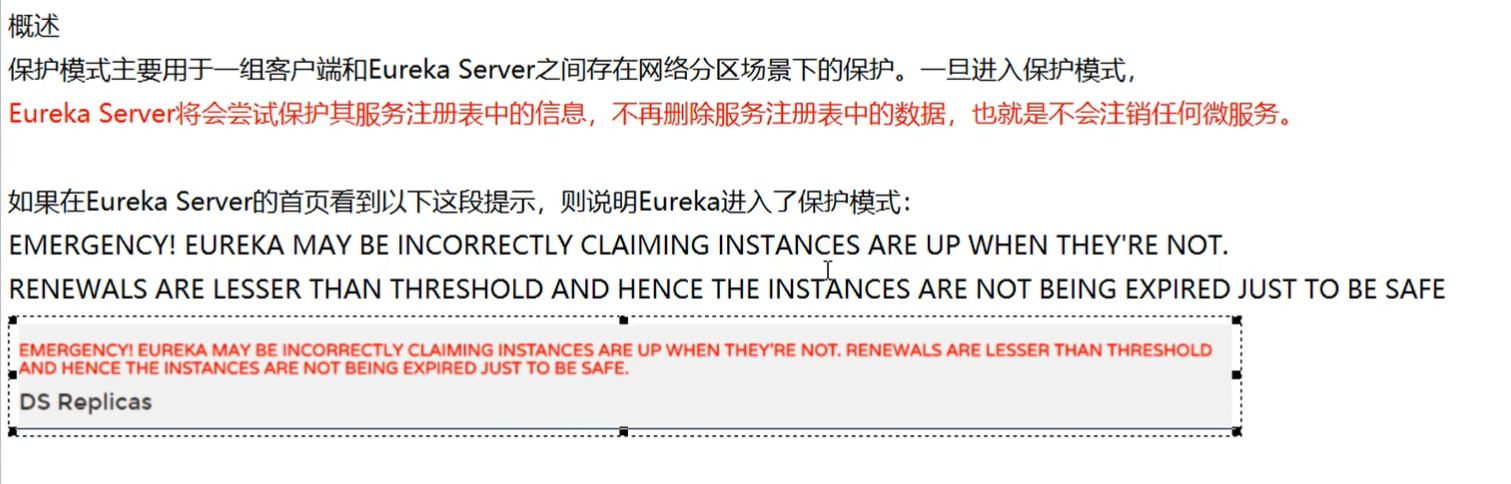 概述
保护模式主要用于一组客户端和Eureka Server之间存在网络分区场景下的保护。一旦进入保护模式，
Eureka Server将会尝试保护其服务注册表中的信息，不再删除服务注册表中的数据，也就是不会注销任何微服务。
如果在Eureka Server的首页看到以下这段提示，则说明Eureka进入了保护模式：
EMERGENCY! EUREKA MAY BE INCORRECTLY CLAIMING INSTANCES ARE UP WHEN THEY'RE NOT.
RENEWALS ARE LESSER THAN THRESHOLD AND HENCE THE INSTANCES ARE NOT BEING EXPIRED JUST TO BE SAFE
EMERGENCY! EUREKA MAY BE INCORRECTLY CLAIMING INSTANCES ARE UP WHEN THEY'RE NOT. RENEWALS ARE LESSER THAN THRESHOLD
AND HENCE THE INSTANCES ARE NOT BEING EXPIRED JUST TO BE SAFE.
DS Replicas